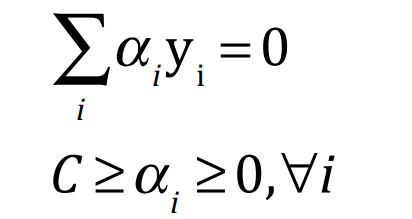 ∑_i α_i y_i = 0
C ≥ α_i ≥ 0, ∀i